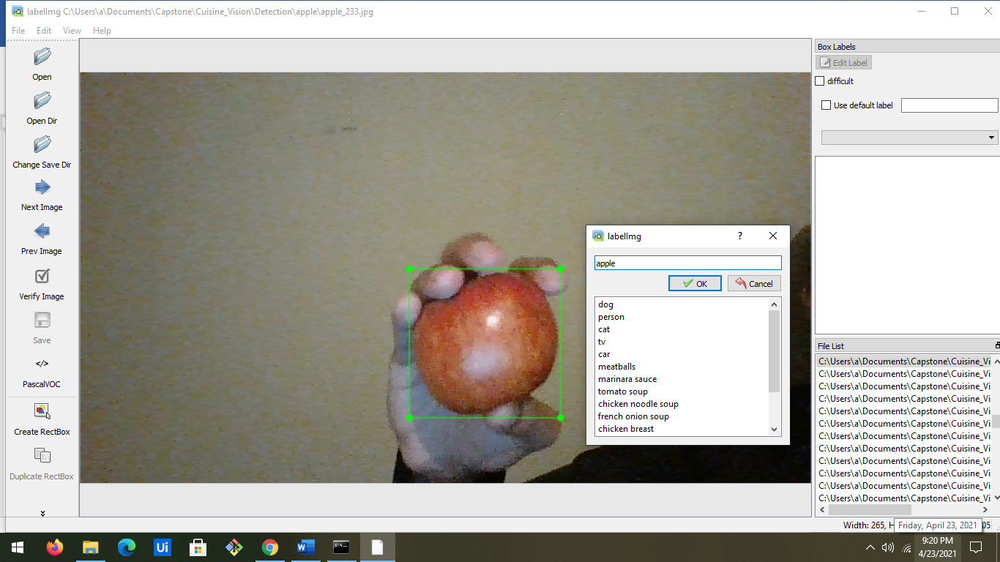 labelImg C:\Users\a\Documents\Capstone\Cuisine_Vision\Detection\apple\apple_233.jpg
File Edit View Help
Open
Open Dir
Change Save Dir
Next Image
Prev Image
Verify Image
Save
</>
PascalVOC
Create RectBox
Duplicate RectBox
labelImg
?
apple
OK Cancel
dog
person
cat
tv
car
meatballs
marinara sauce
tomato soup
chicken noodle soup
french onion soup
chicken breast
Box Labels
Edit Label
difficult
Use default label
File List
C:\Users\a\Documents\Capstone\Cuisine_Vi
C:\Users\a\Documents\Capstone\Cuisine_Vi
C:\Users\a\Documents\Capstone\Cuisine_Vi
C:\Users\a\Documents\Capstone\Cuisine_Vi
C:\Users\a\Documents\Capstone\Cuisine_Vi
C:\Users\a\Documents\Capstone\Cuisine_Vi
C:\Users\a\Documents\Capstone\Cuisine_Vi
C:\Users\a\Documents\Capstone\Cuisine_Vi
C:\Users\a\Documents\Capstone\Cuisine_Vi
C:\Users\a\Documents\Capstone\Cuisine_Vi
C:\Users\a\Documents\Capstone\Cuisine_Vi
C:\Users\a\Documents\Capstone\Cuisine_Vi
Width: 265, H
Friday, April 23, 2021
05
Ui
W
9:20 PM
4/23/2021